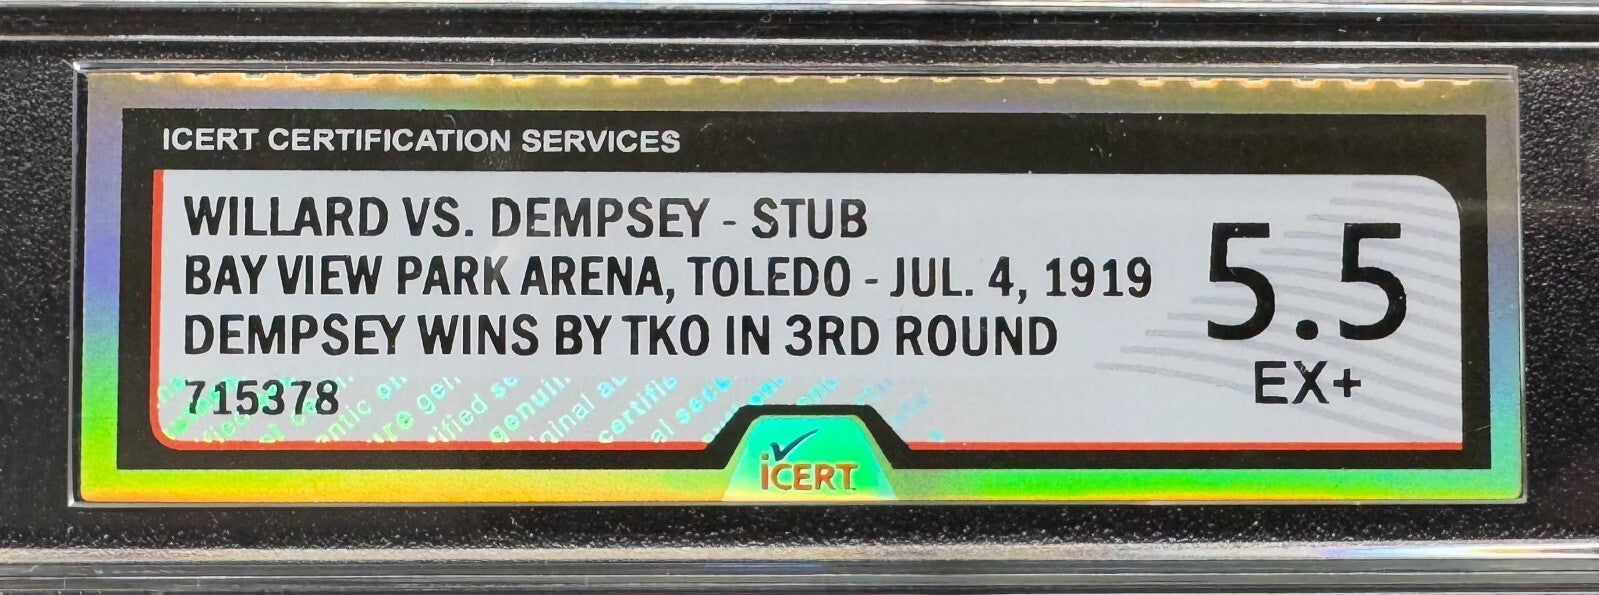 ICERT CERTIFICATION SERVICES
WILLARD VS. DEMPSEY - STUB
BAY VIEW PARK ARENA, TOLEDO - JUL. 4, 1919
DEMPSEY WINS BY TKO IN 3RD ROUND
715378
5.5
EX+
iCERT